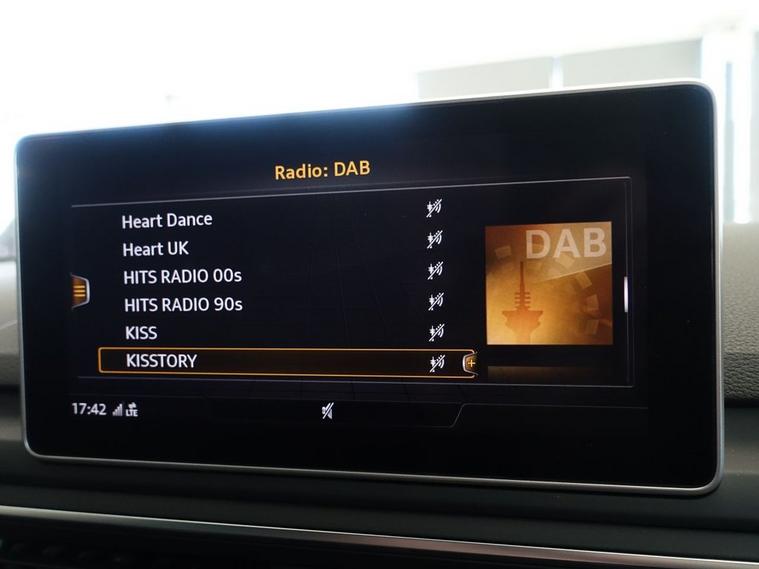 Radio: DAB
Heart Dance
Heart UK
HITS RADIO 00s
HITS RADIO 90s
KISS
KISSTORY
DAB
17:42 LTE